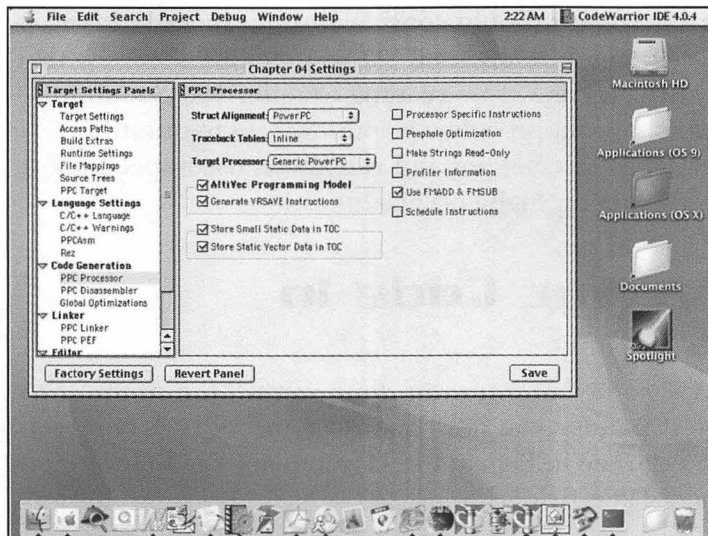 File Edit Search Project Debug Window Help 2:22 AM CodeWarrior IDE 4.0.4
Chapter 04 Settings
Target Settings Panels
Target
Target Settings
Access Paths
Build Extras
Runtime Settings
File Mappings
Source Trees
PPC Target
Language Settings
C/C++ Language
C/C++ Warnings
PPCAsm
Rez
Code Generation
PPC Processor
PPC Disassembler
Global Optimizations
Linker
PPC Linker
PPC PEF
Editor
PPC Processor
Struct Alignment: PowerPC
Traceback Tables: Inline
Target Processor: Generic PowerPC
AltiVec Programming Model
Generate VRSAVE Instructions
Store Small Static Data in TOC
Store Static Vector Data in TOC
Processor Specific Instructions
Peephole Optimization
Make Strings Read-Only
Profiler Information
Use FMADD & FMSUB
Schedule Instructions
Factory Settings Revert Panel Save
Macintosh HD
Applications (OS 9)
Applications (OS X)
Documents
Spotlight